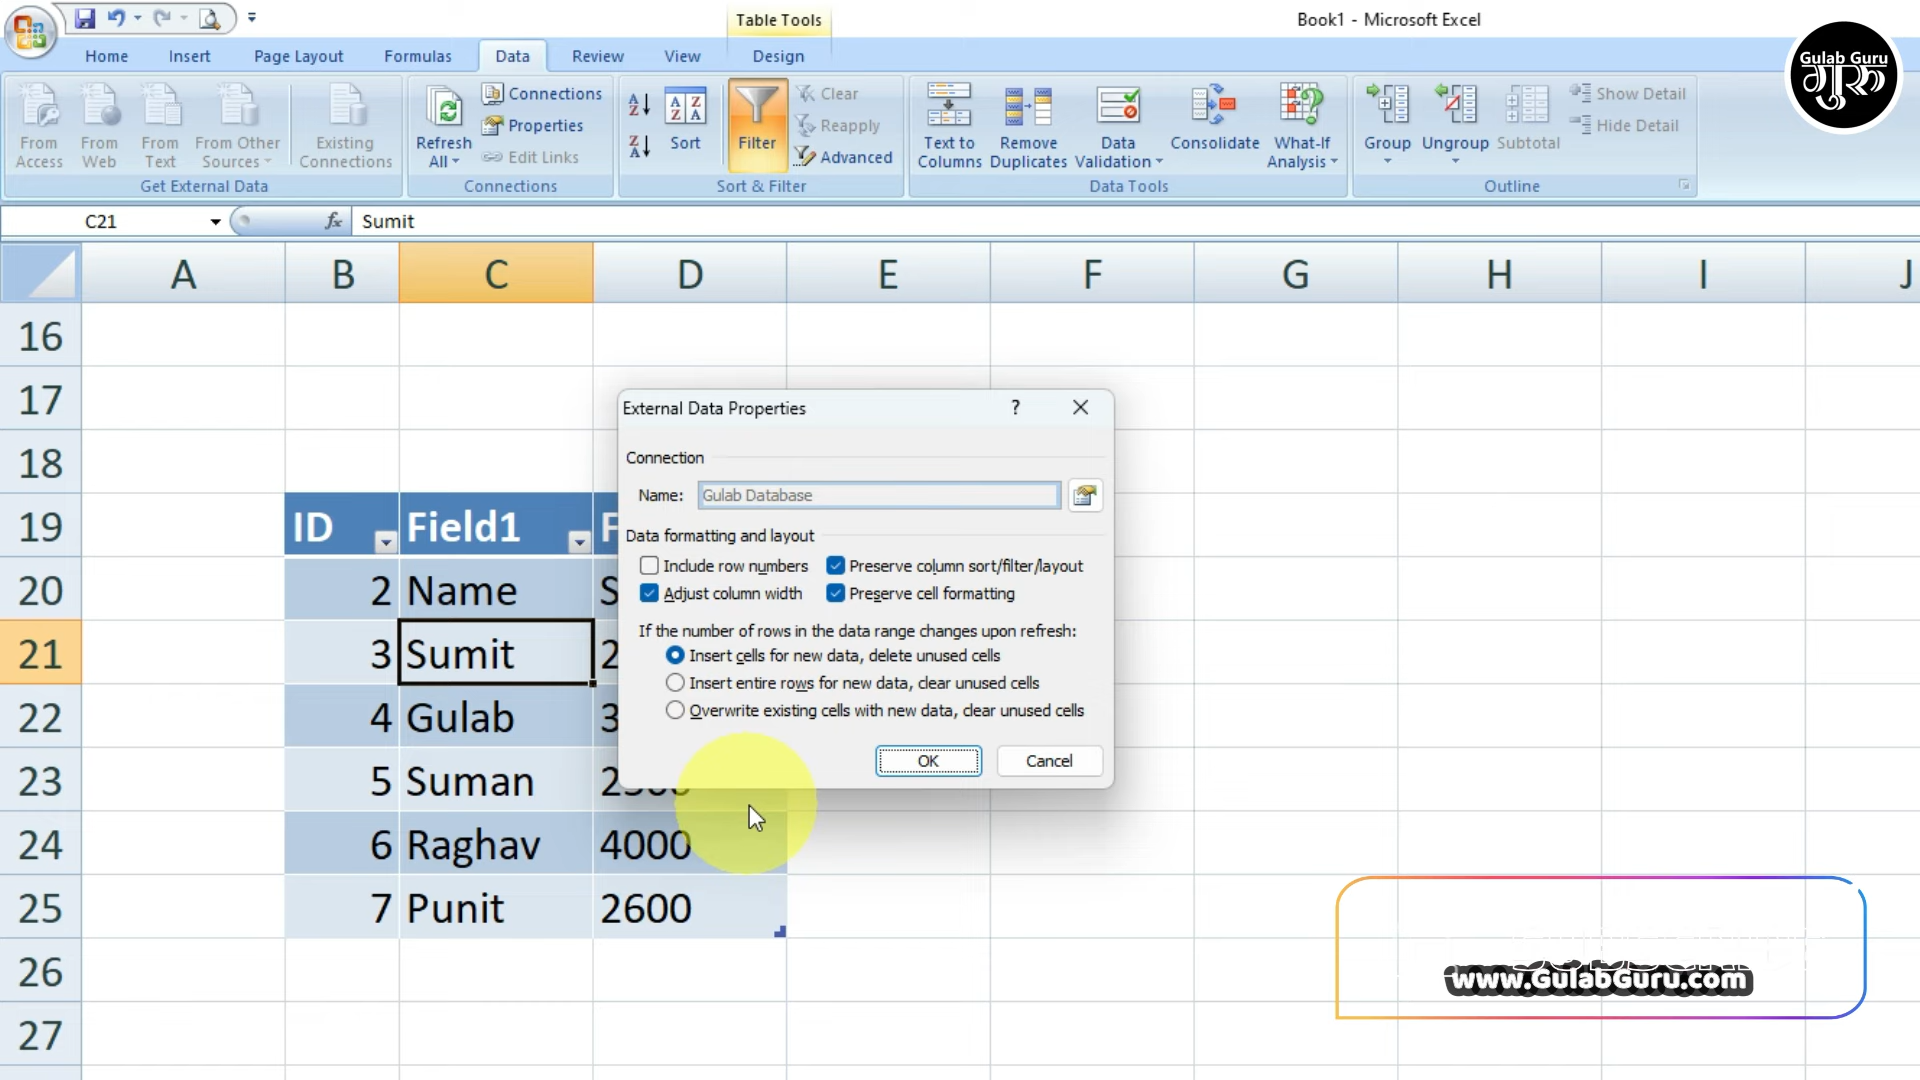 Table Tools
Book1 - Microsoft Excel
Home Insert Page Layout Formulas Data Review View Design
Gulab Guru
गुरु
From Access
From Web
From Text
From Other Sources
Existing Connections
Get External Data
Refresh All
Connections
Properties
Edit Links
Connections
Sort
Filter
Clear
Reapply
Advanced
Sort & Filter
Text to Columns
Remove Duplicates
Data Validation
Consolidate
What-If Analysis
Data Tools
Group
Ungroup
Subtotal
Show Detail
Hide Detail
Outline
C21 fx Sumit
A B C D E F G H I J
16
17
18
19 ID Field1 F
20 2 Name S
21 3 Sumit 2
22 4 Gulab 3
23 5 Suman
24 6 Raghav 4000
25 7 Punit 2600
26
27
External Data Properties ?
Connection
Name: Gulab Database
Data formatting and layout
Include row numbers Preserve column sort/filter/layout
Adjust column width Preserve cell formatting
If the number of rows in the data range changes upon refresh:
Insert cells for new data, delete unused cells
Insert entire rows for new data, clear unused cells
Overwrite existing cells with new data, clear unused cells
OK Cancel
www.GulabGuru.com